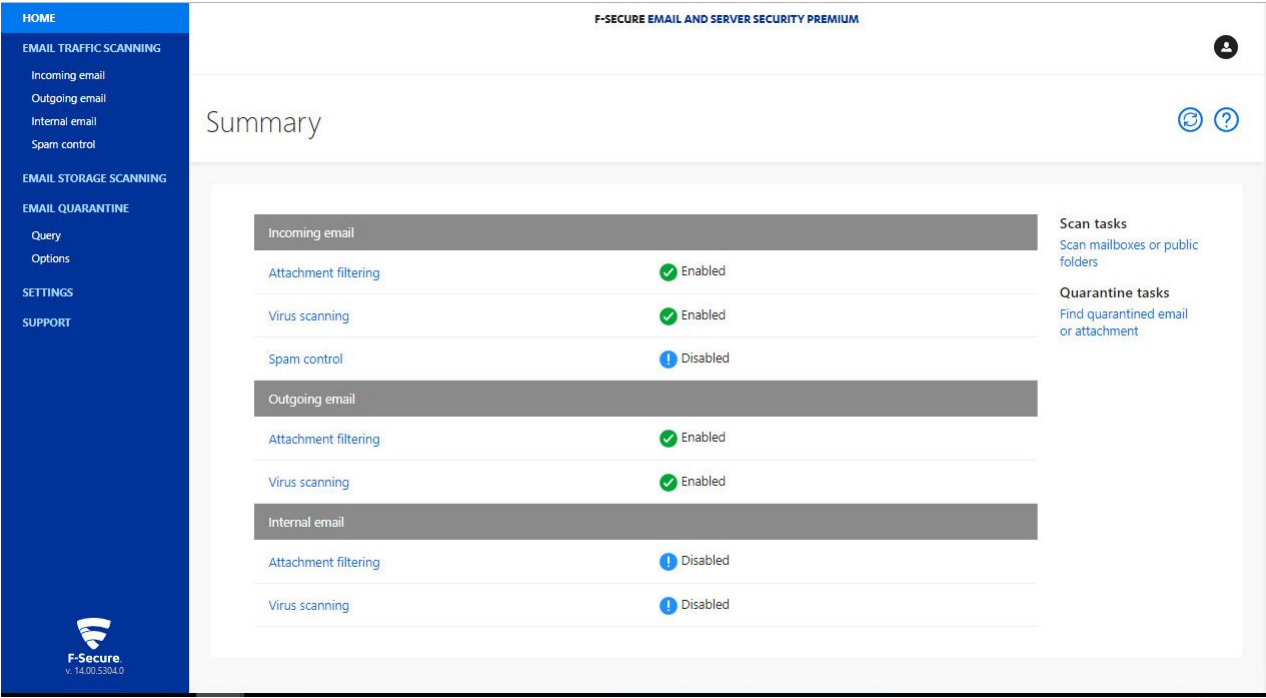 HOME
F-SECURE EMAIL AND SERVER SECURITY PREMIUM
EMAIL TRAFFIC SCANNING
Incoming email
Outgoing email
Internal email
Spam control
EMAIL STORAGE SCANNING
EMAIL QUARANTINE
Query
Options
SETTINGS
SUPPORT
F-Secure.
v. 14.00.5304.0
Summary
Incoming email
Attachment filtering Enabled
Virus scanning Enabled
Spam control Disabled
Outgoing email
Attachment filtering Enabled
Virus scanning Enabled
Internal email
Attachment filtering Disabled
Virus scanning Disabled
Scan tasks
Scan mailboxes or public
folders
Quarantine tasks
Find quarantined email
or attachment